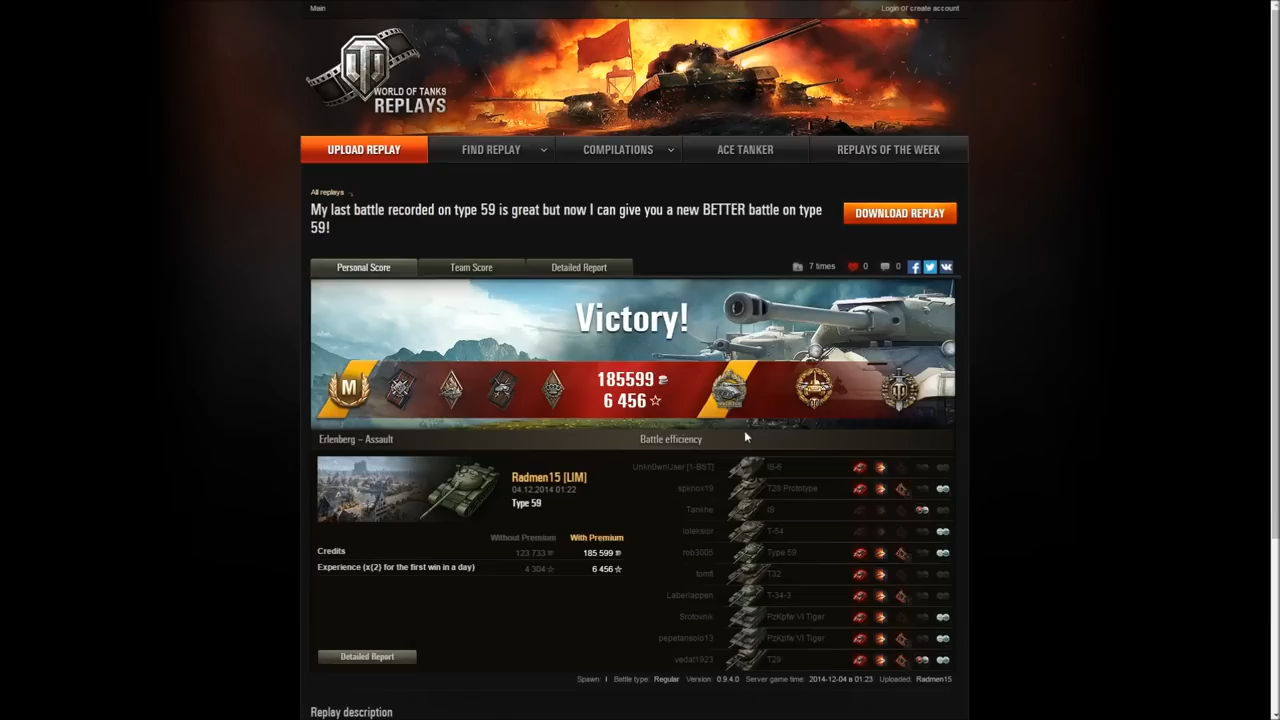 Main
Login or create account
WORLD OF TANKS
REPLAYS
UPLOAD REPLAY
FIND REPLAY
COMPILATIONS
ACE TANKER
REPLAYS OF THE WEEK
All replays
My last battle recorded on type 59 is great but now I can give you a new BETTER battle on type
59!
DOWNLOAD REPLAY
Personal Score
Team Score
Detailed Report
7 times
0
0
Victory!
M
185599
6 456
Erlenberg – Assault
Battle efficiency
Radmen15 [LIM]
04.12.2014 01:22
Type 59
Without Premium
With Premium
Credits
123 733
185 599
Experience (x{2} for the first win in a day)
4 304
6 456
Detailed Report
Unkn0wnUser [1-BST]
IS-6
spknox19
T28 Prototype
IS
loleksior
T-54
rob3005
Type 59
tomfl
T32
Laberlappen
T-34-3
Srotovnik
PzKpfw VI Tiger
pepetansolo13
PzKpfw VI Tiger
vedat1923
T29
Spawn: I Battle type: Regular Version: 0.9.4.0 Server game time: 2014-12-04 в 01:23 Uploaded: Radmen15
Replay description